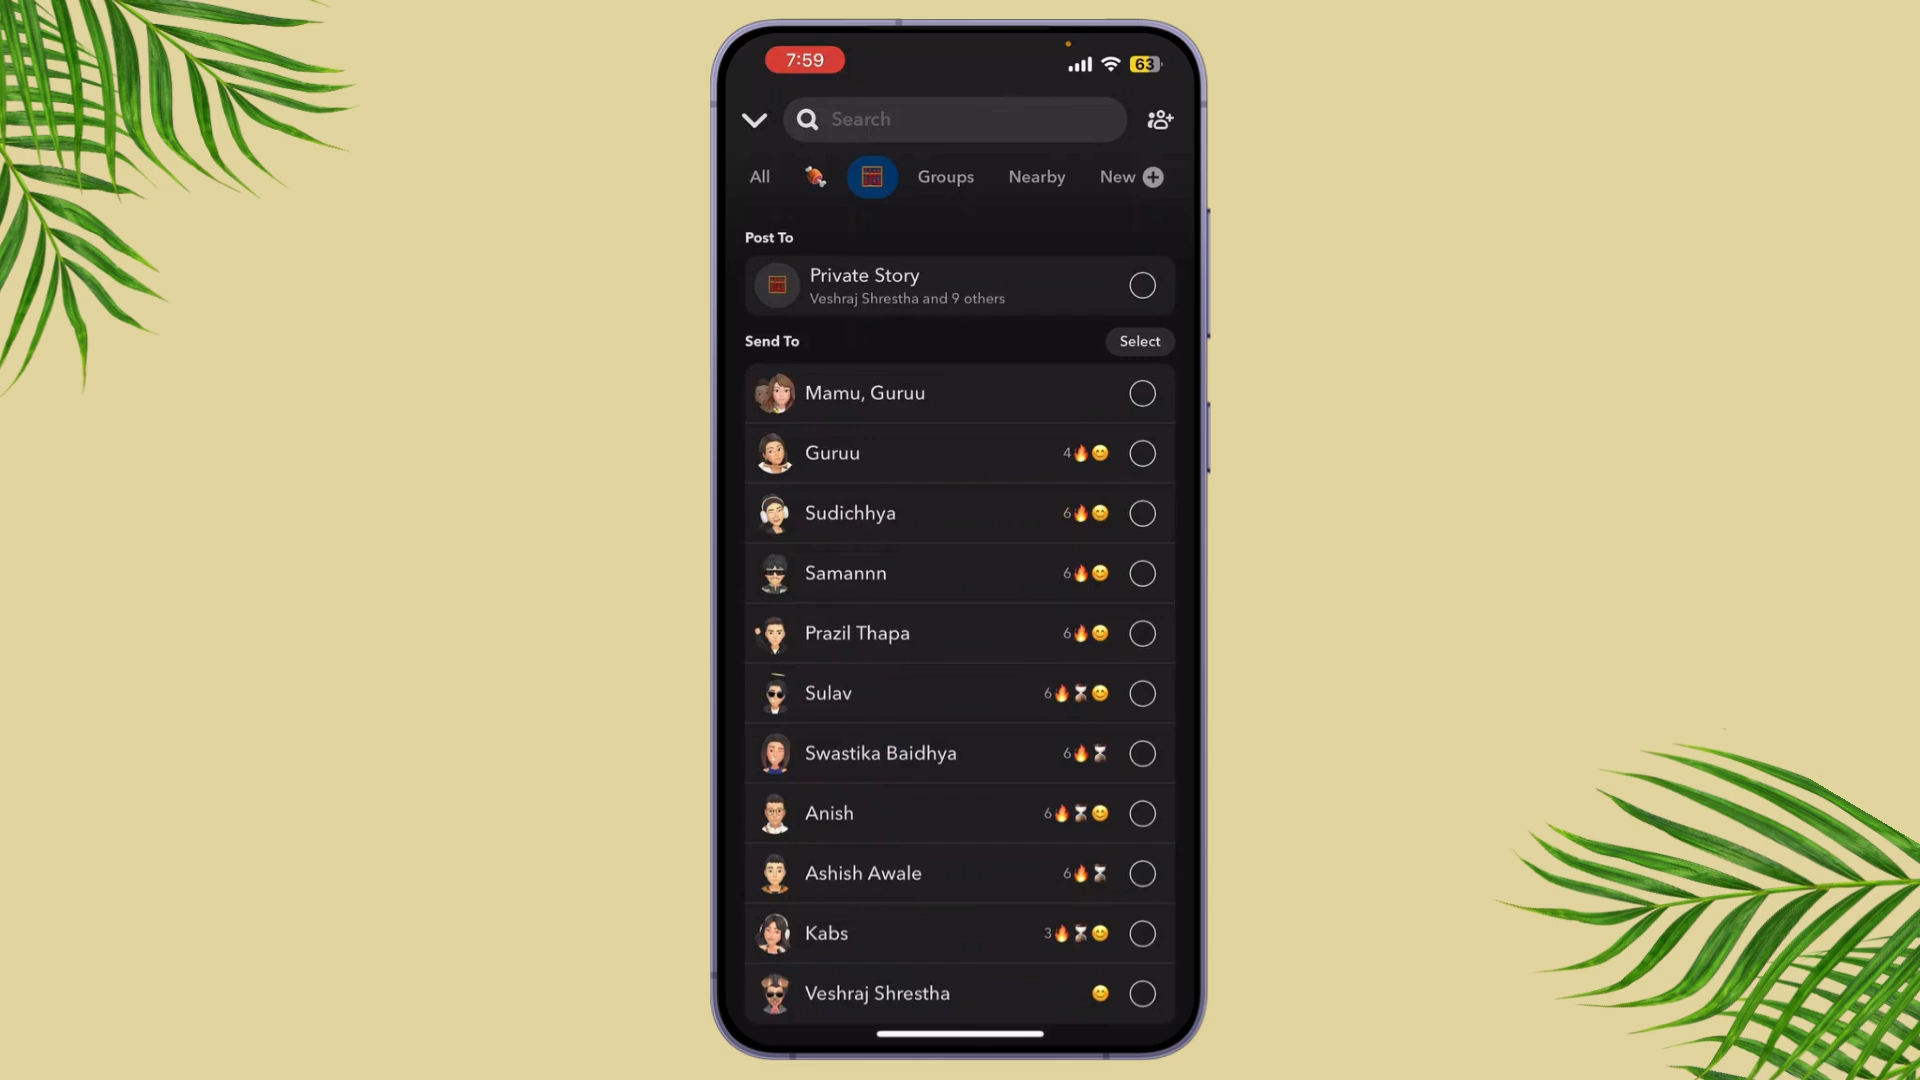 7:59
63
Search
All
Groups
Nearby
New
Post To
Private Story
Veshraj Shrestha and 9 others
Send To
Select
Mamu, Guruu
Guruu
4🔥😊
Sudichhya
6🔥😊
Samannn
6🔥😊
Prazil Thapa
6🔥😊
Sulav
6🔥⌛😊
Swastika Baidhya
6🔥⌛
Anish
6🔥⌛😊
Ashish Awale
6🔥⌛
Kabs
3🔥⌛😊
Veshraj Shrestha
😊